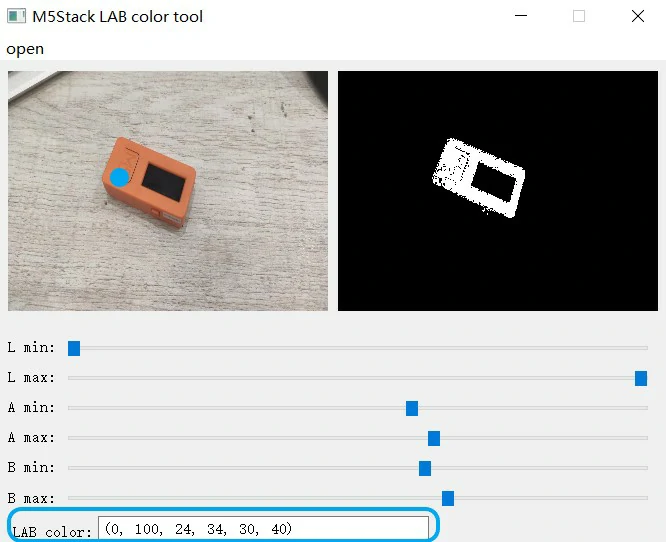 M5Stack LAB color tool
open
L min:
L max:
A min:
A max:
B min:
B max:
LAB color: (0, 100, 24, 34, 30, 40)